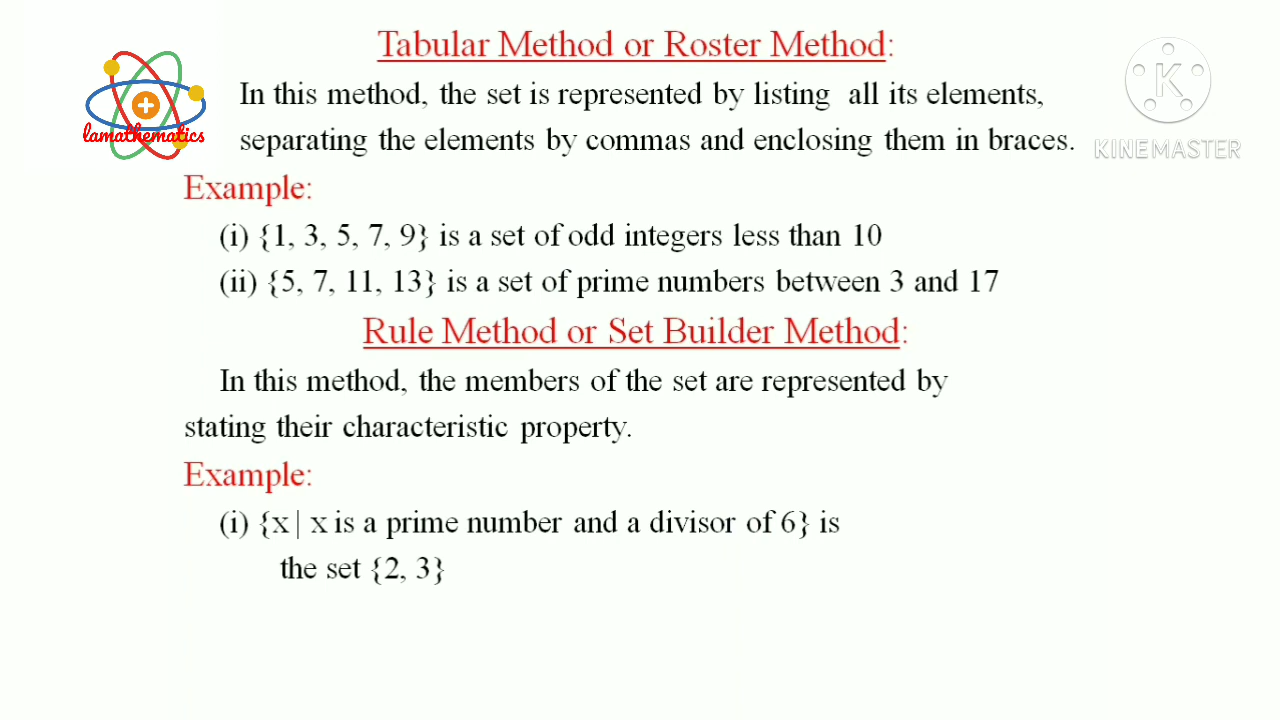 Tabular Method or Roster Method:
In this method, the set is represented by listing all its elements,
separating the elements by commas and enclosing them in braces.
lamathematics
K
KINEMASTER
Example:
(i) {1, 3, 5, 7, 9} is a set of odd integers less than 10
(ii) {5, 7, 11, 13} is a set of prime numbers between 3 and 17
Rule Method or Set Builder Method:
In this method, the members of the set are represented by
stating their characteristic property.
Example:
(i) {x | x is a prime number and a divisor of 6} is
the set {2, 3}